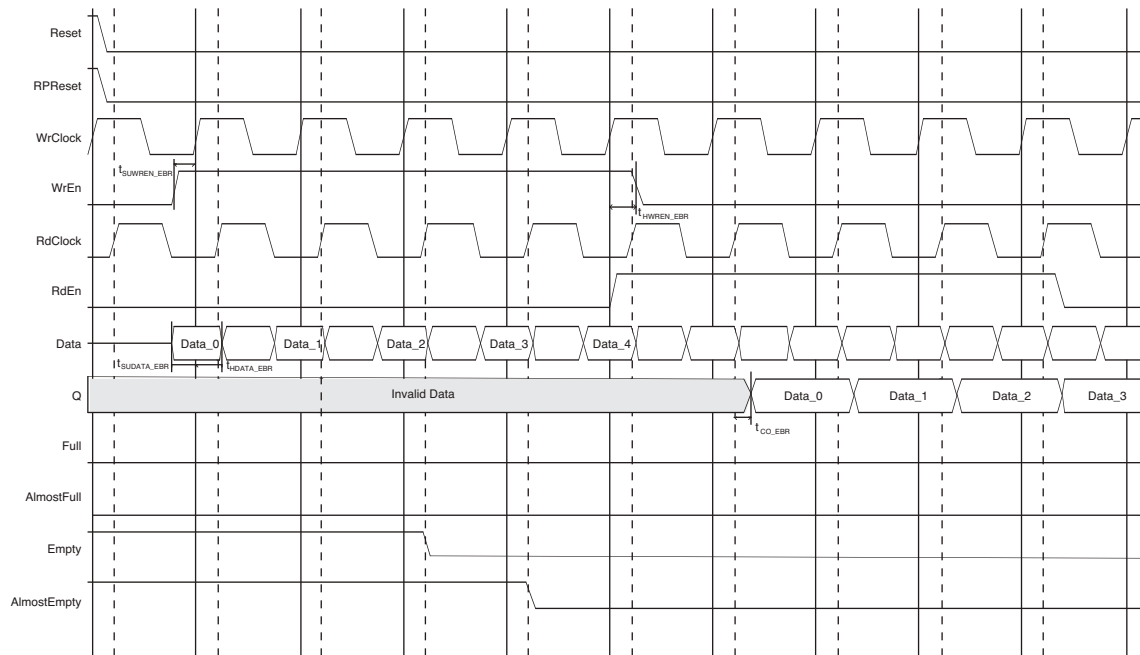 Reset
RPReset
WrClock
tSUWREN_EBR
WrEn
tHWREN_EBR
RdClock
RdEn
Data Data_0 Data_1 Data_2 Data_3 Data_4
tSUDATA_EBR tHDATA_EBR
Q Invalid Data Data_0 Data_1 Data_2 Data_3
tCO_EBR
Full
AlmostFull
Empty
AlmostEmpty